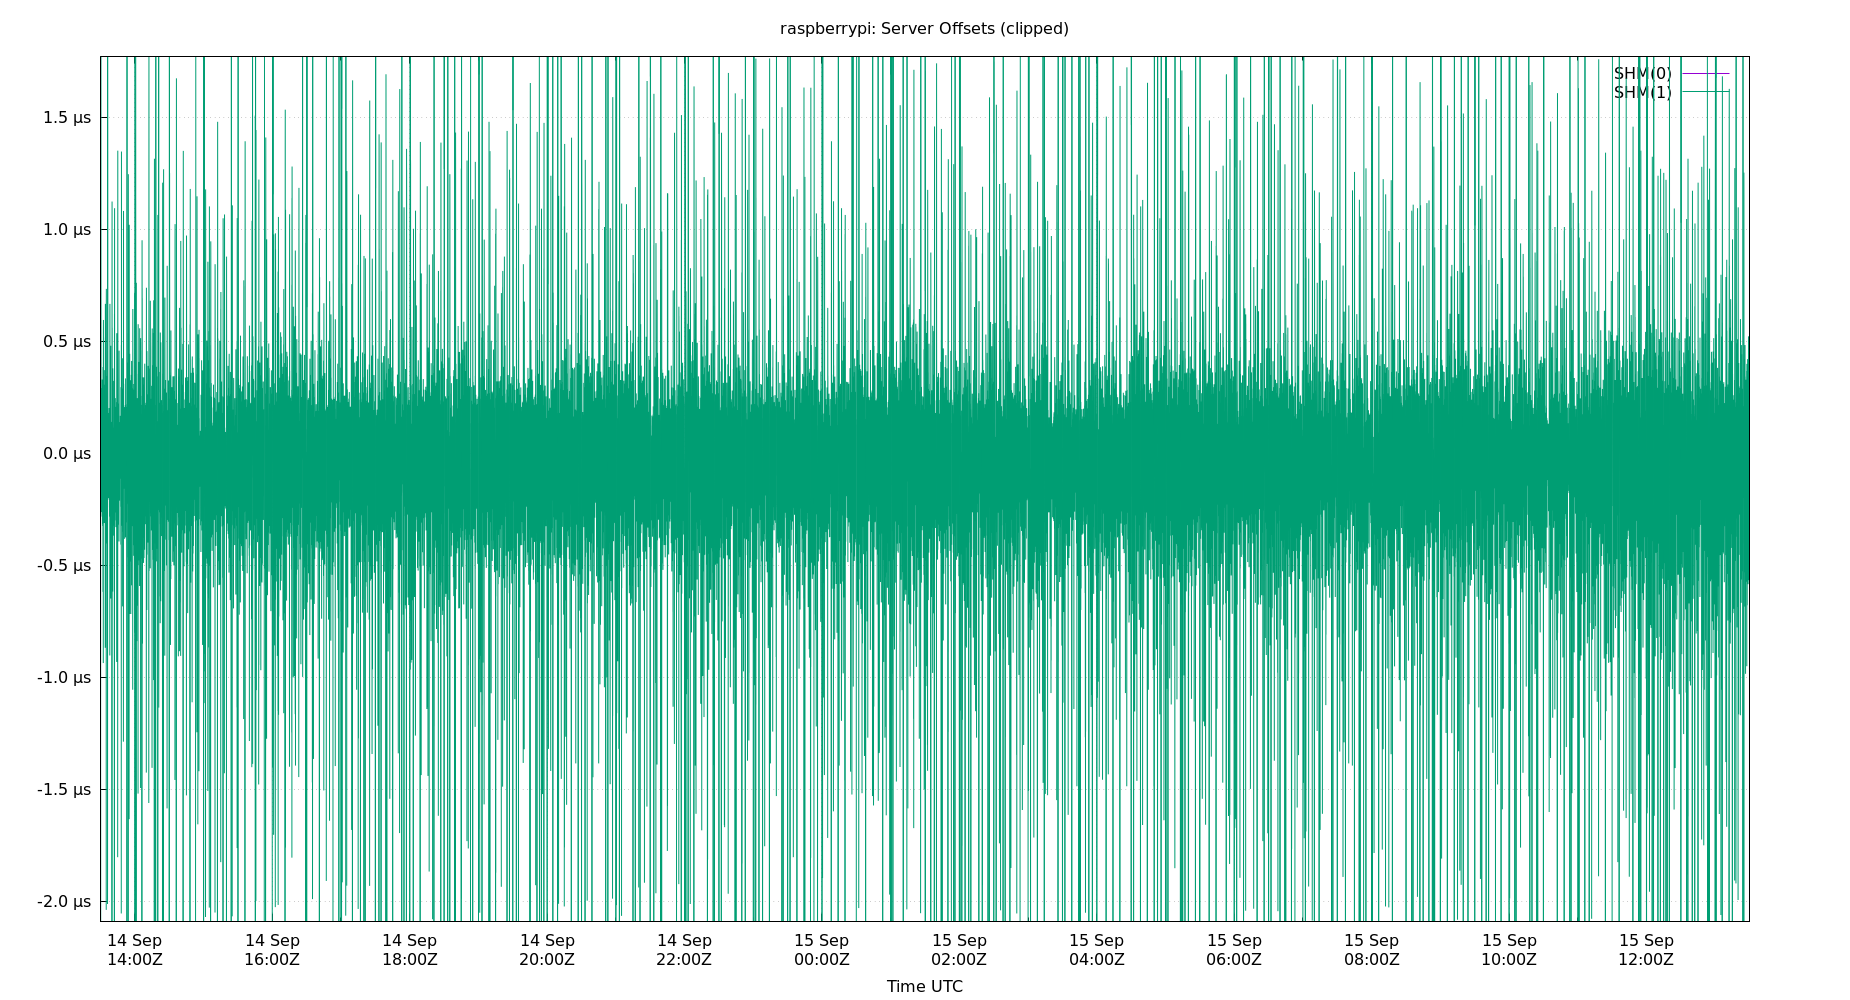 raspberrypi: Server Offsets (clipped)
SHM(0)
SHM(1)
1.5 µs
1.0 µs
0.5 µs
0.0 µs
-0.5 µs
-1.0 µs
-1.5 µs
-2.0 µs
14 Sep 14 Sep 14 Sep 14 Sep 14 Sep 15 Sep 15 Sep 15 Sep 15 Sep 15 Sep 15 Sep 15 Sep
14:00Z 16:00Z 18:00Z 20:00Z 22:00Z 00:00Z 02:00Z 04:00Z 06:00Z 08:00Z 10:00Z 12:00Z
Time UTC